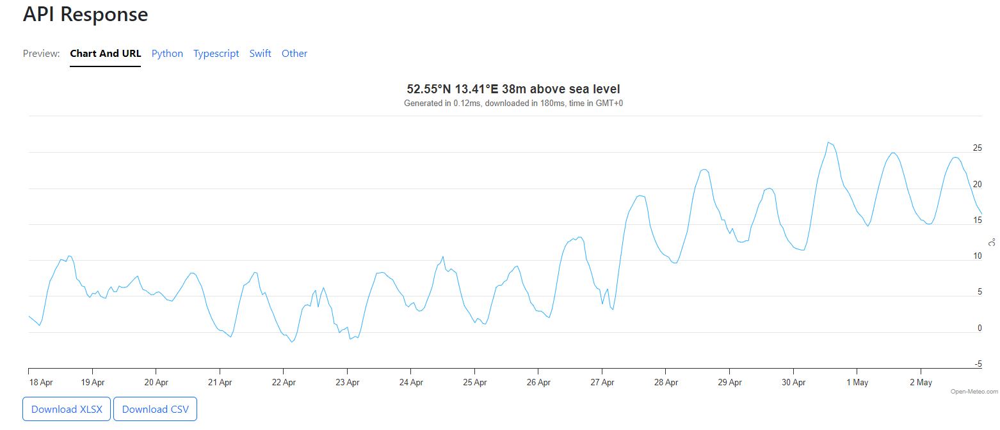 API Response
Preview: Chart And URL Python Typescript Swift Other
52.55°N 13.41°E 38m above sea level
Generated in 0.12ms, downloaded in 180ms, time in GMT+0
25
20
15
°C
10
5
0
-5
18 Apr 19 Apr 20 Apr 21 Apr 22 Apr 23 Apr 24 Apr 25 Apr 26 Apr 27 Apr 28 Apr 29 Apr 30 Apr 1 May 2 May
Open-Meteo.com
Download XLSX Download CSV